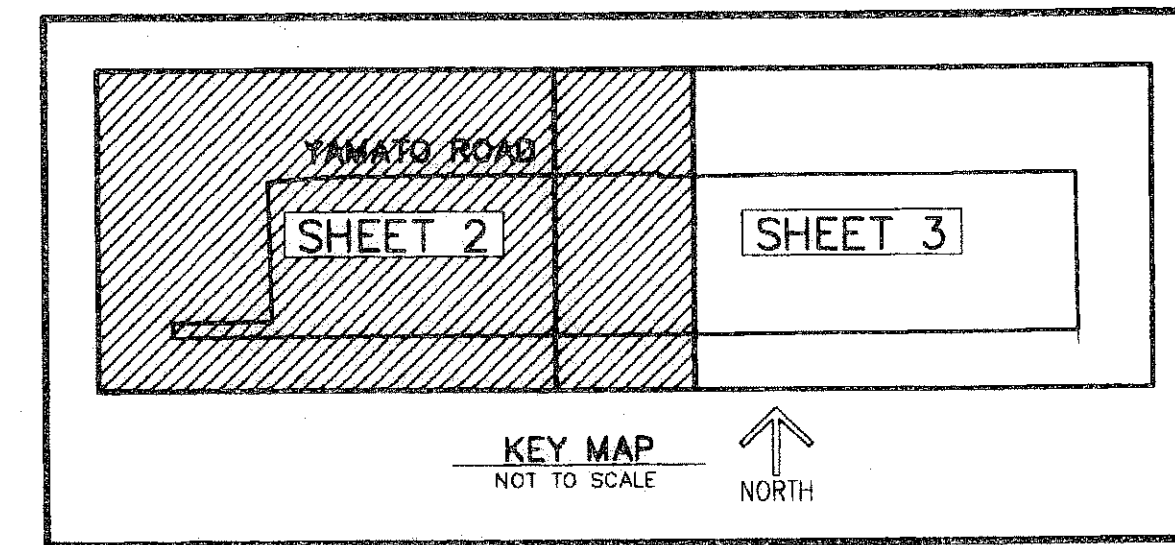 YAMATO ROAD
SHEET 2
SHEET 3
KEY MAP
NOT TO SCALE
NORTH